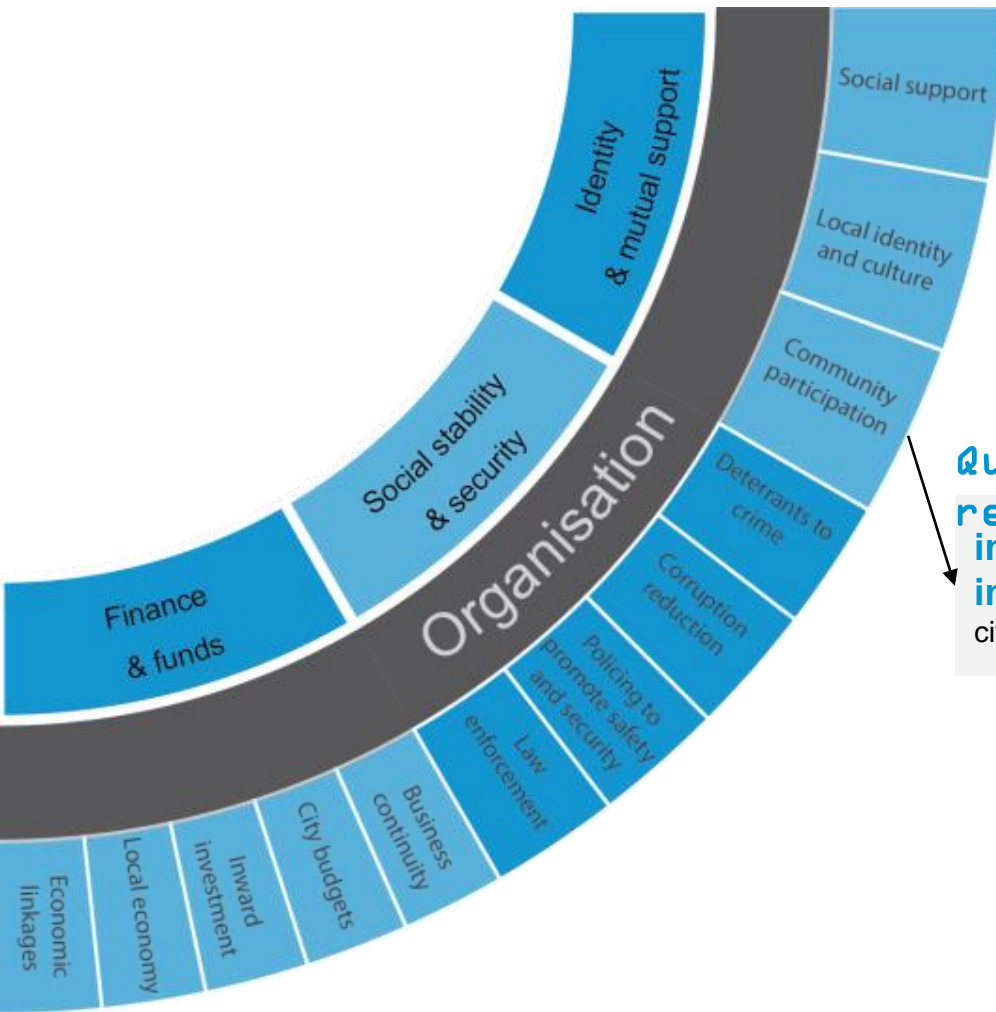 Identity
& mutual support
Social stability
& security
Finance
& funds
Organisation
Social support
Local identity
and culture
Community
participation
Deterrants to
crime
Corruption
reduction
Policing to
promote safety
and security
Law
enforcement
Business
continuity
City budgets
Inward
investment
Local economy
Economic
linkages